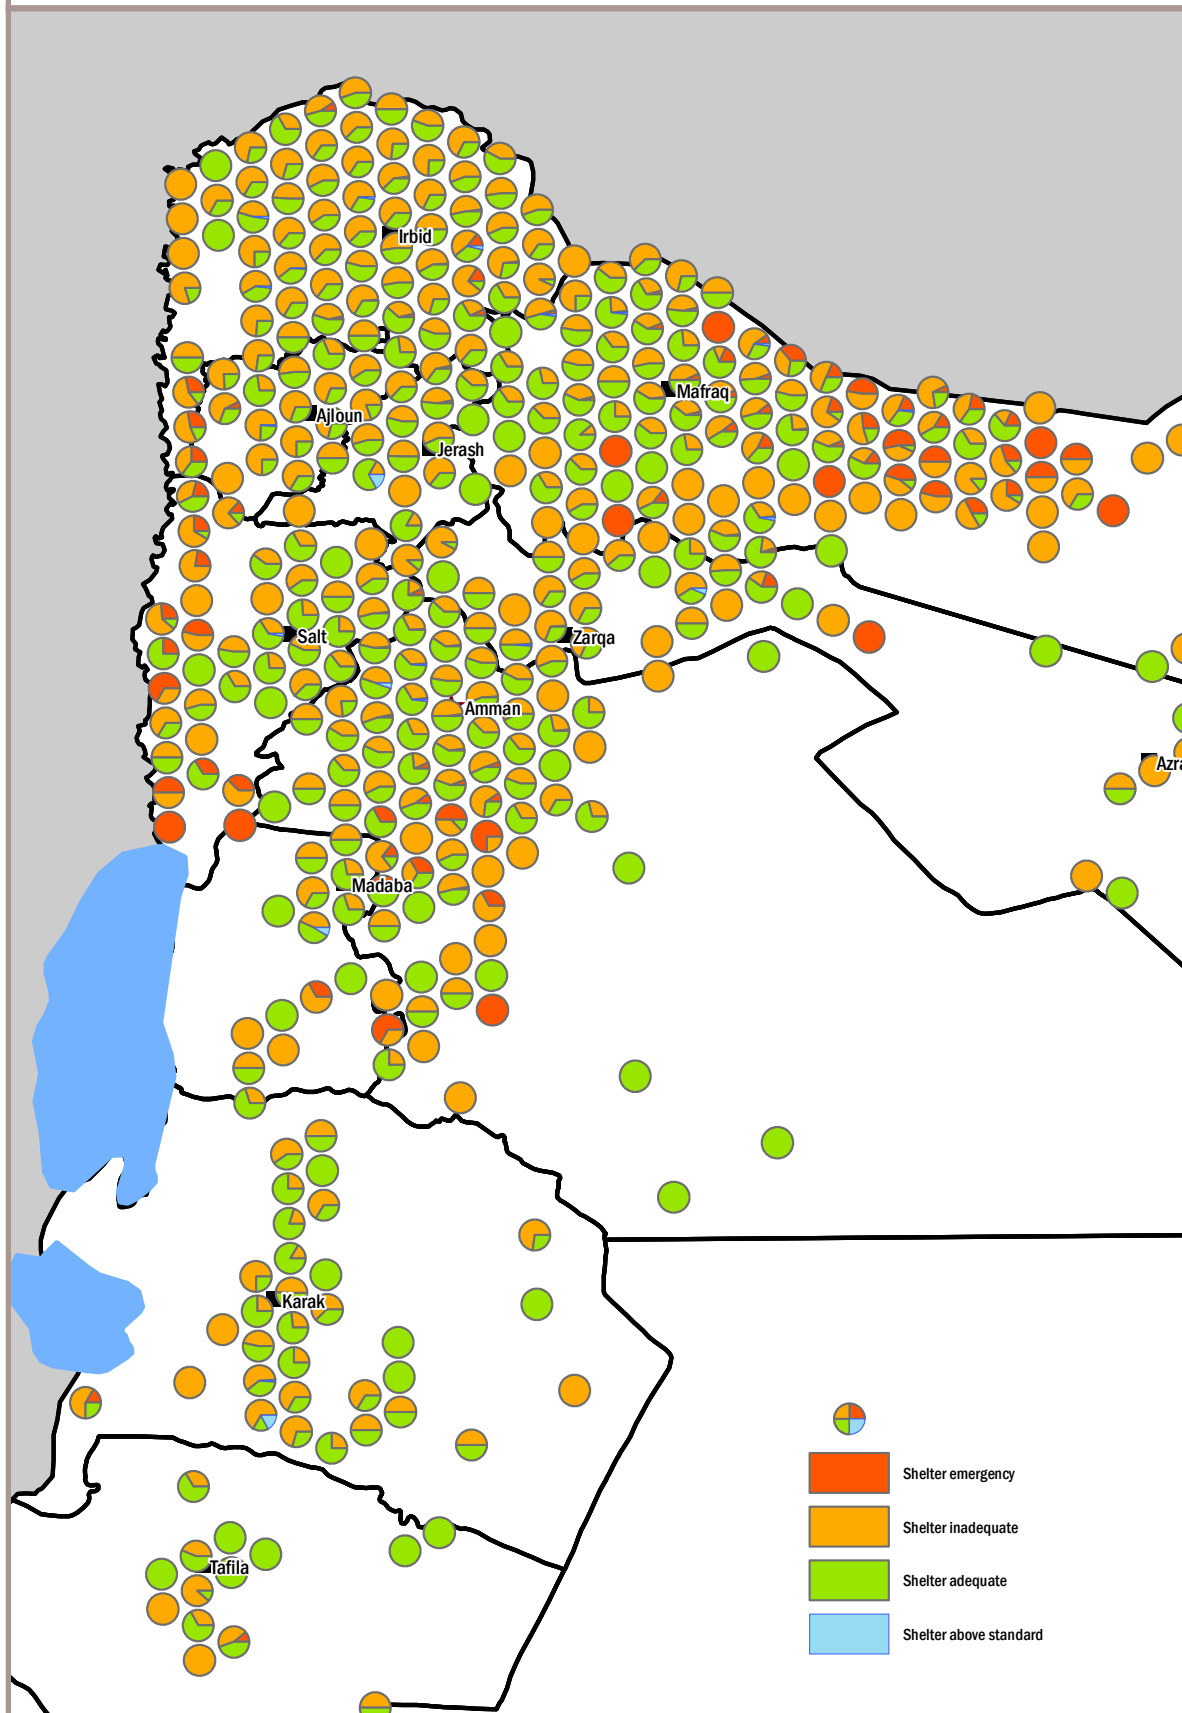 Irbid
Mafraq
Ajloun
Jerash
Salt
Zarqa
Amman
Azra
Madaba
Karak
Shelter emergency
Shelter inadequate
Tafila
Shelter adequate
Shelter above standard